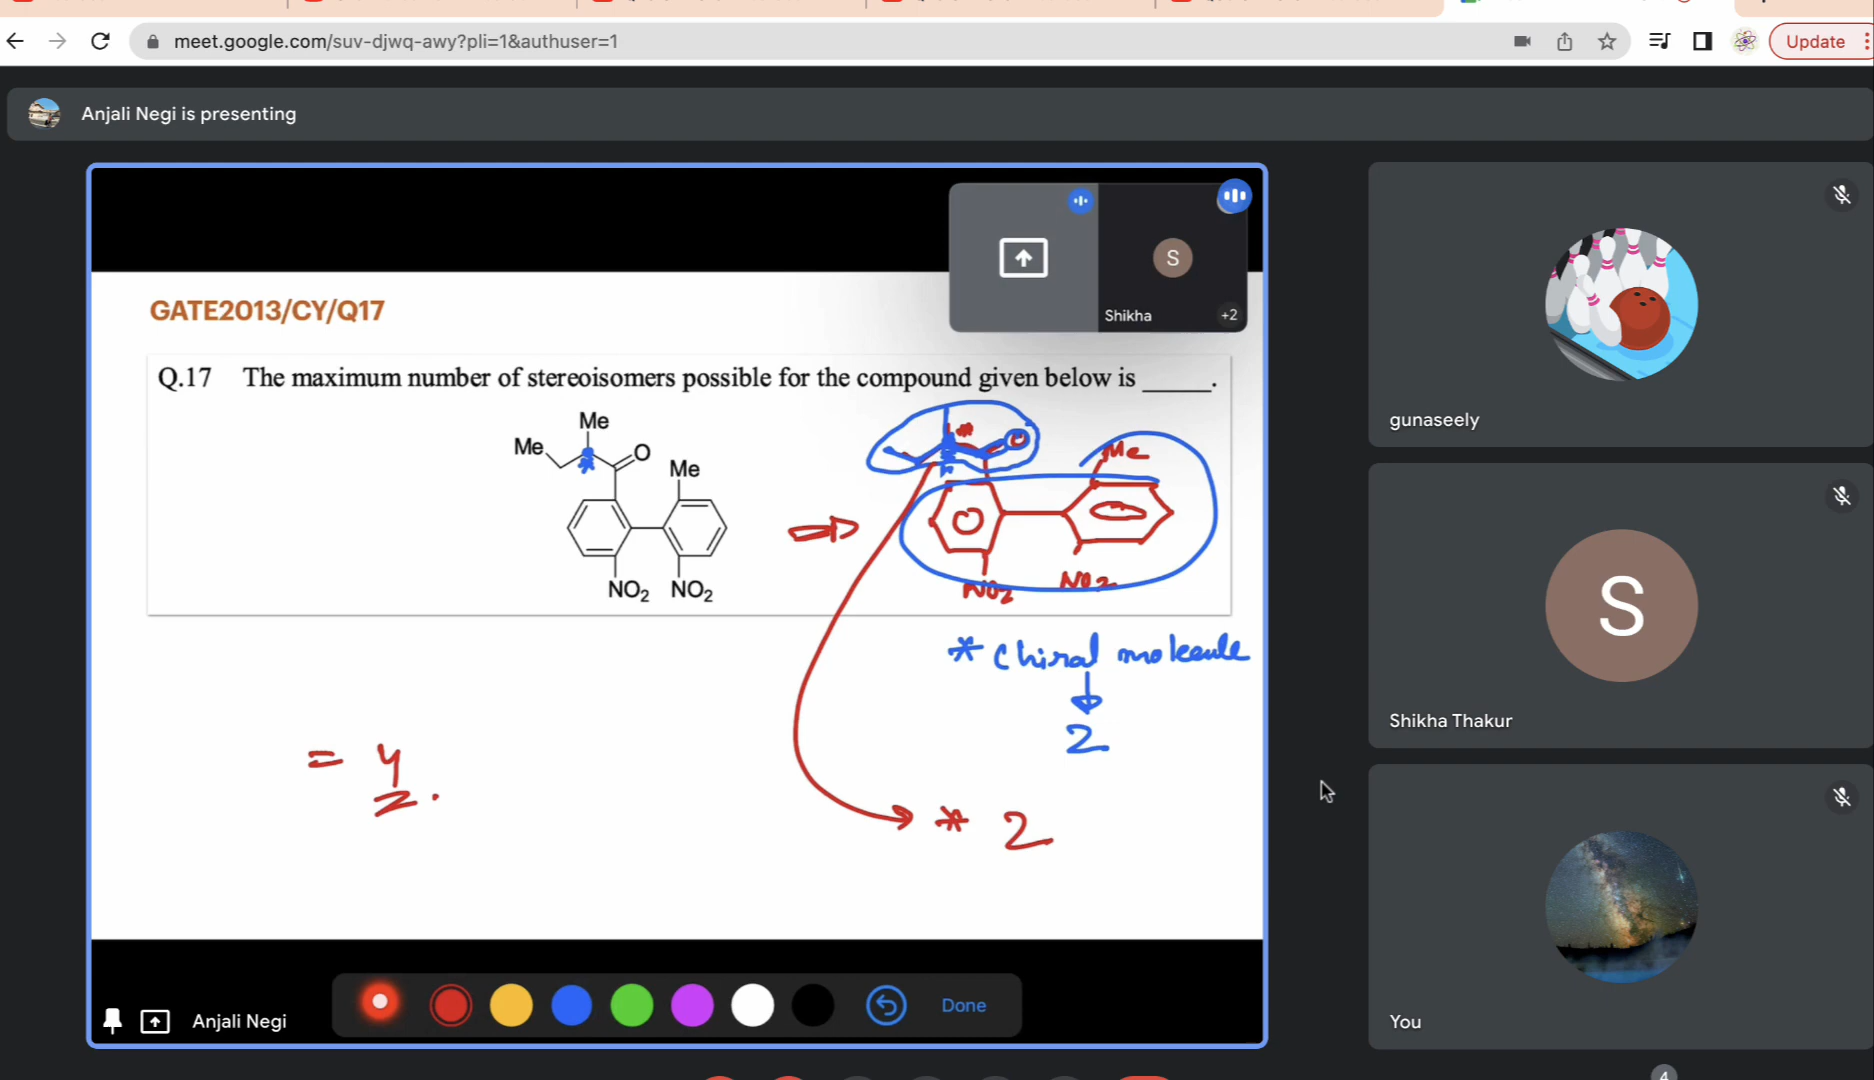 meet.google.com/suv-djwq-awy?pli=1&authuser=1
Update
Anjali Negi is presenting
S
Shikha
+2
GATE2013/CY/Q17
Q.17 The maximum number of stereoisomers possible for the compound given below is _____.
Me
Me
O
Me
NO2 NO2
* O
Me
NO2 NO2
* Chiral molecule
2
= 4
* 2
gunaseely
S
Shikha Thakur
You
Anjali Negi
Done
4